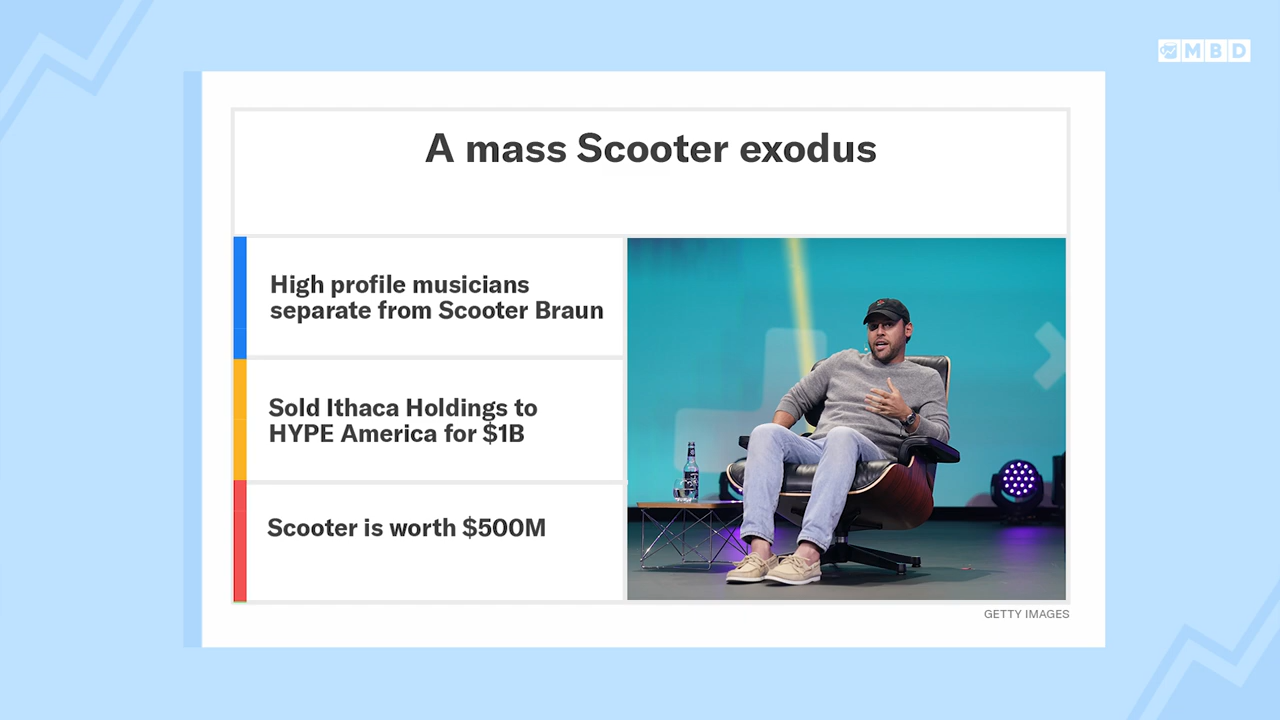 MBD
A mass Scooter exodus
High profile musicians
separate from Scooter Braun
Sold Ithaca Holdings to
HYPE America for $1B
Scooter is worth $500M
GETTY IMAGES